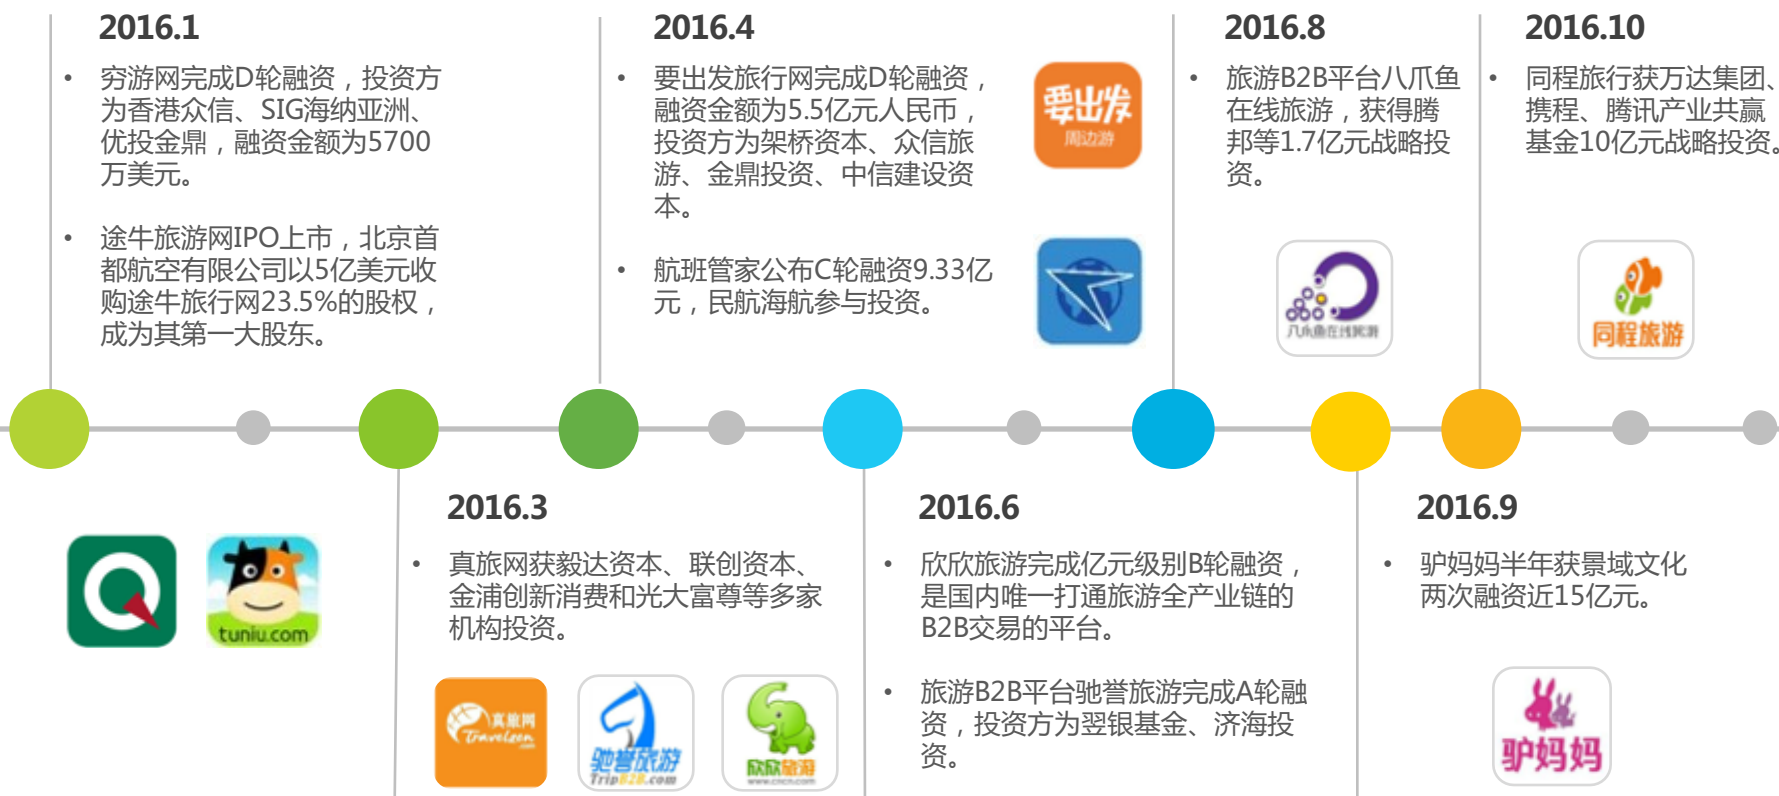 2016.1
• 穷游网完成D轮融资，投资方
为香港众信、SIG海纳亚洲、
优投金鼎，融资金额为5700
万美元。
• 途牛旅游网IPO上市，北京首
都航空有限公司以5亿美元收
购途牛旅行网23.5%的股权，
成为其第一大股东。
2016.4
• 要出发旅行网完成D轮融资，
融资金额为5.5亿元人民币，
投资方为架桥资本、众信旅
游、金鼎投资、中信建设资
本。
• 航班管家公布C轮融资9.33亿
元，民航海航参与投资。
要出发
周边游
2016.8
• 旅游B2B平台八爪鱼
在线旅游，获得腾
邦等1.7亿元战略投
资。
八爪鱼在线旅游
2016.10
• 同程旅行获万达集团、
携程、腾讯产业共赢
基金10亿元战略投资。
同程旅游
tuniu.com
2016.3
• 真旅网获毅达资本、联创资本、
金浦创新消费和光大富尊等多家
机构投资。
真旅网
Travelzen
.com
驰誉旅游
TripB2B.com
欣欣旅游
www.cncn.com
2016.6
• 欣欣旅游完成亿元级别B轮融资，
是国内唯一打通旅游全产业链的
B2B交易的平台。
• 旅游B2B平台驰誉旅游完成A轮融
资，投资方为翌银基金、济海投
资。
2016.9
• 驴妈妈半年获景域文化
两次融资近15亿元。
驴妈妈